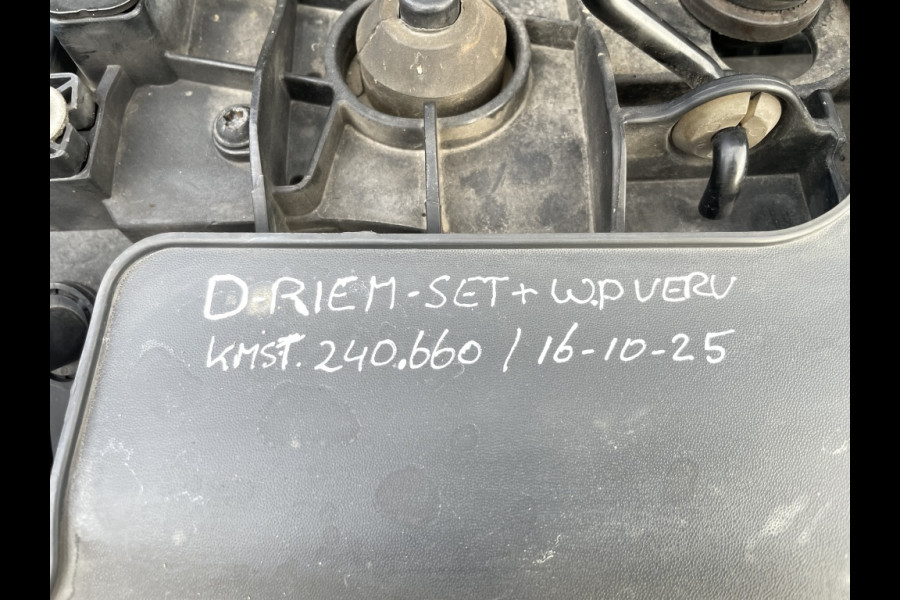 D-RIEM-SET + W.P VERV
KMST. 240.660 / 16-10-25